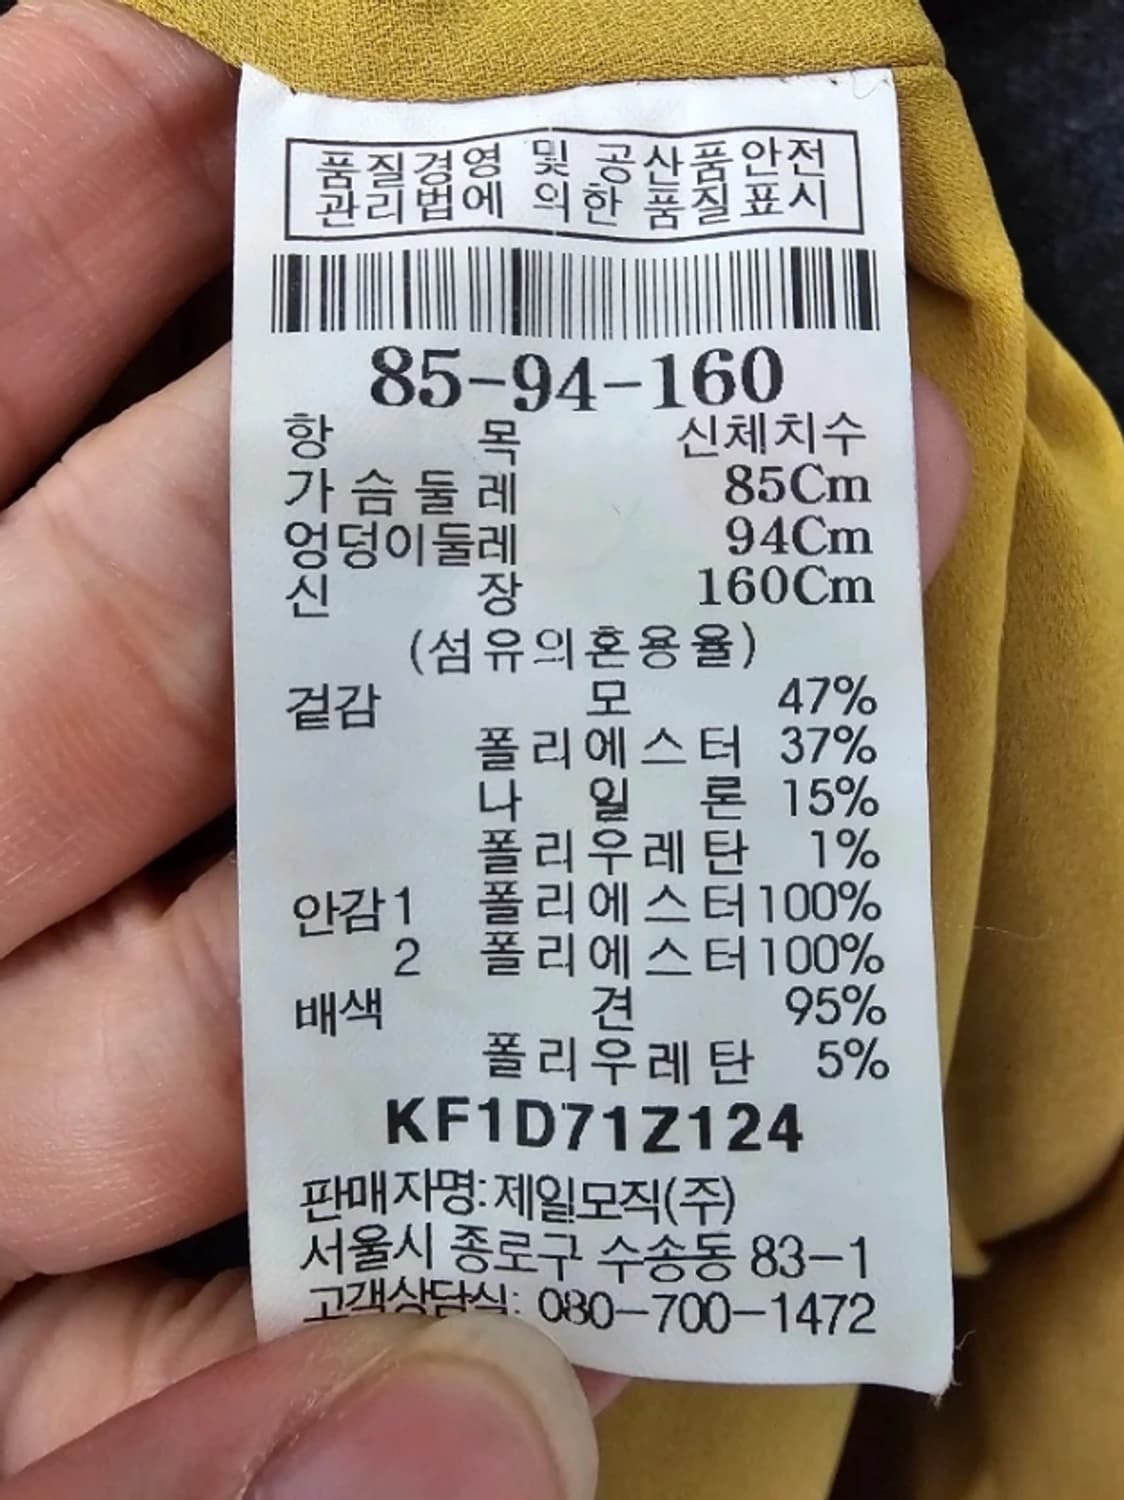 품질경영 및 공산품안전
관리법에 의한 품질표시
85-94-160
항 목 신체치수
가슴둘레 85Cm
엉덩이둘레 94Cm
신 장 160Cm
(섬유의혼용율)
겉감 모 47%
폴리에스터 37%
나 일 론 15%
폴리우레탄 1%
안감1 폴리에스터 100%
2 폴리에스터 100%
배색 견 95%
폴리우레탄 5%
KF1D71Z124
판매자명:제일모직(주)
서울시 종로구 수송동 83-1
고객상담실: 080-700-1472